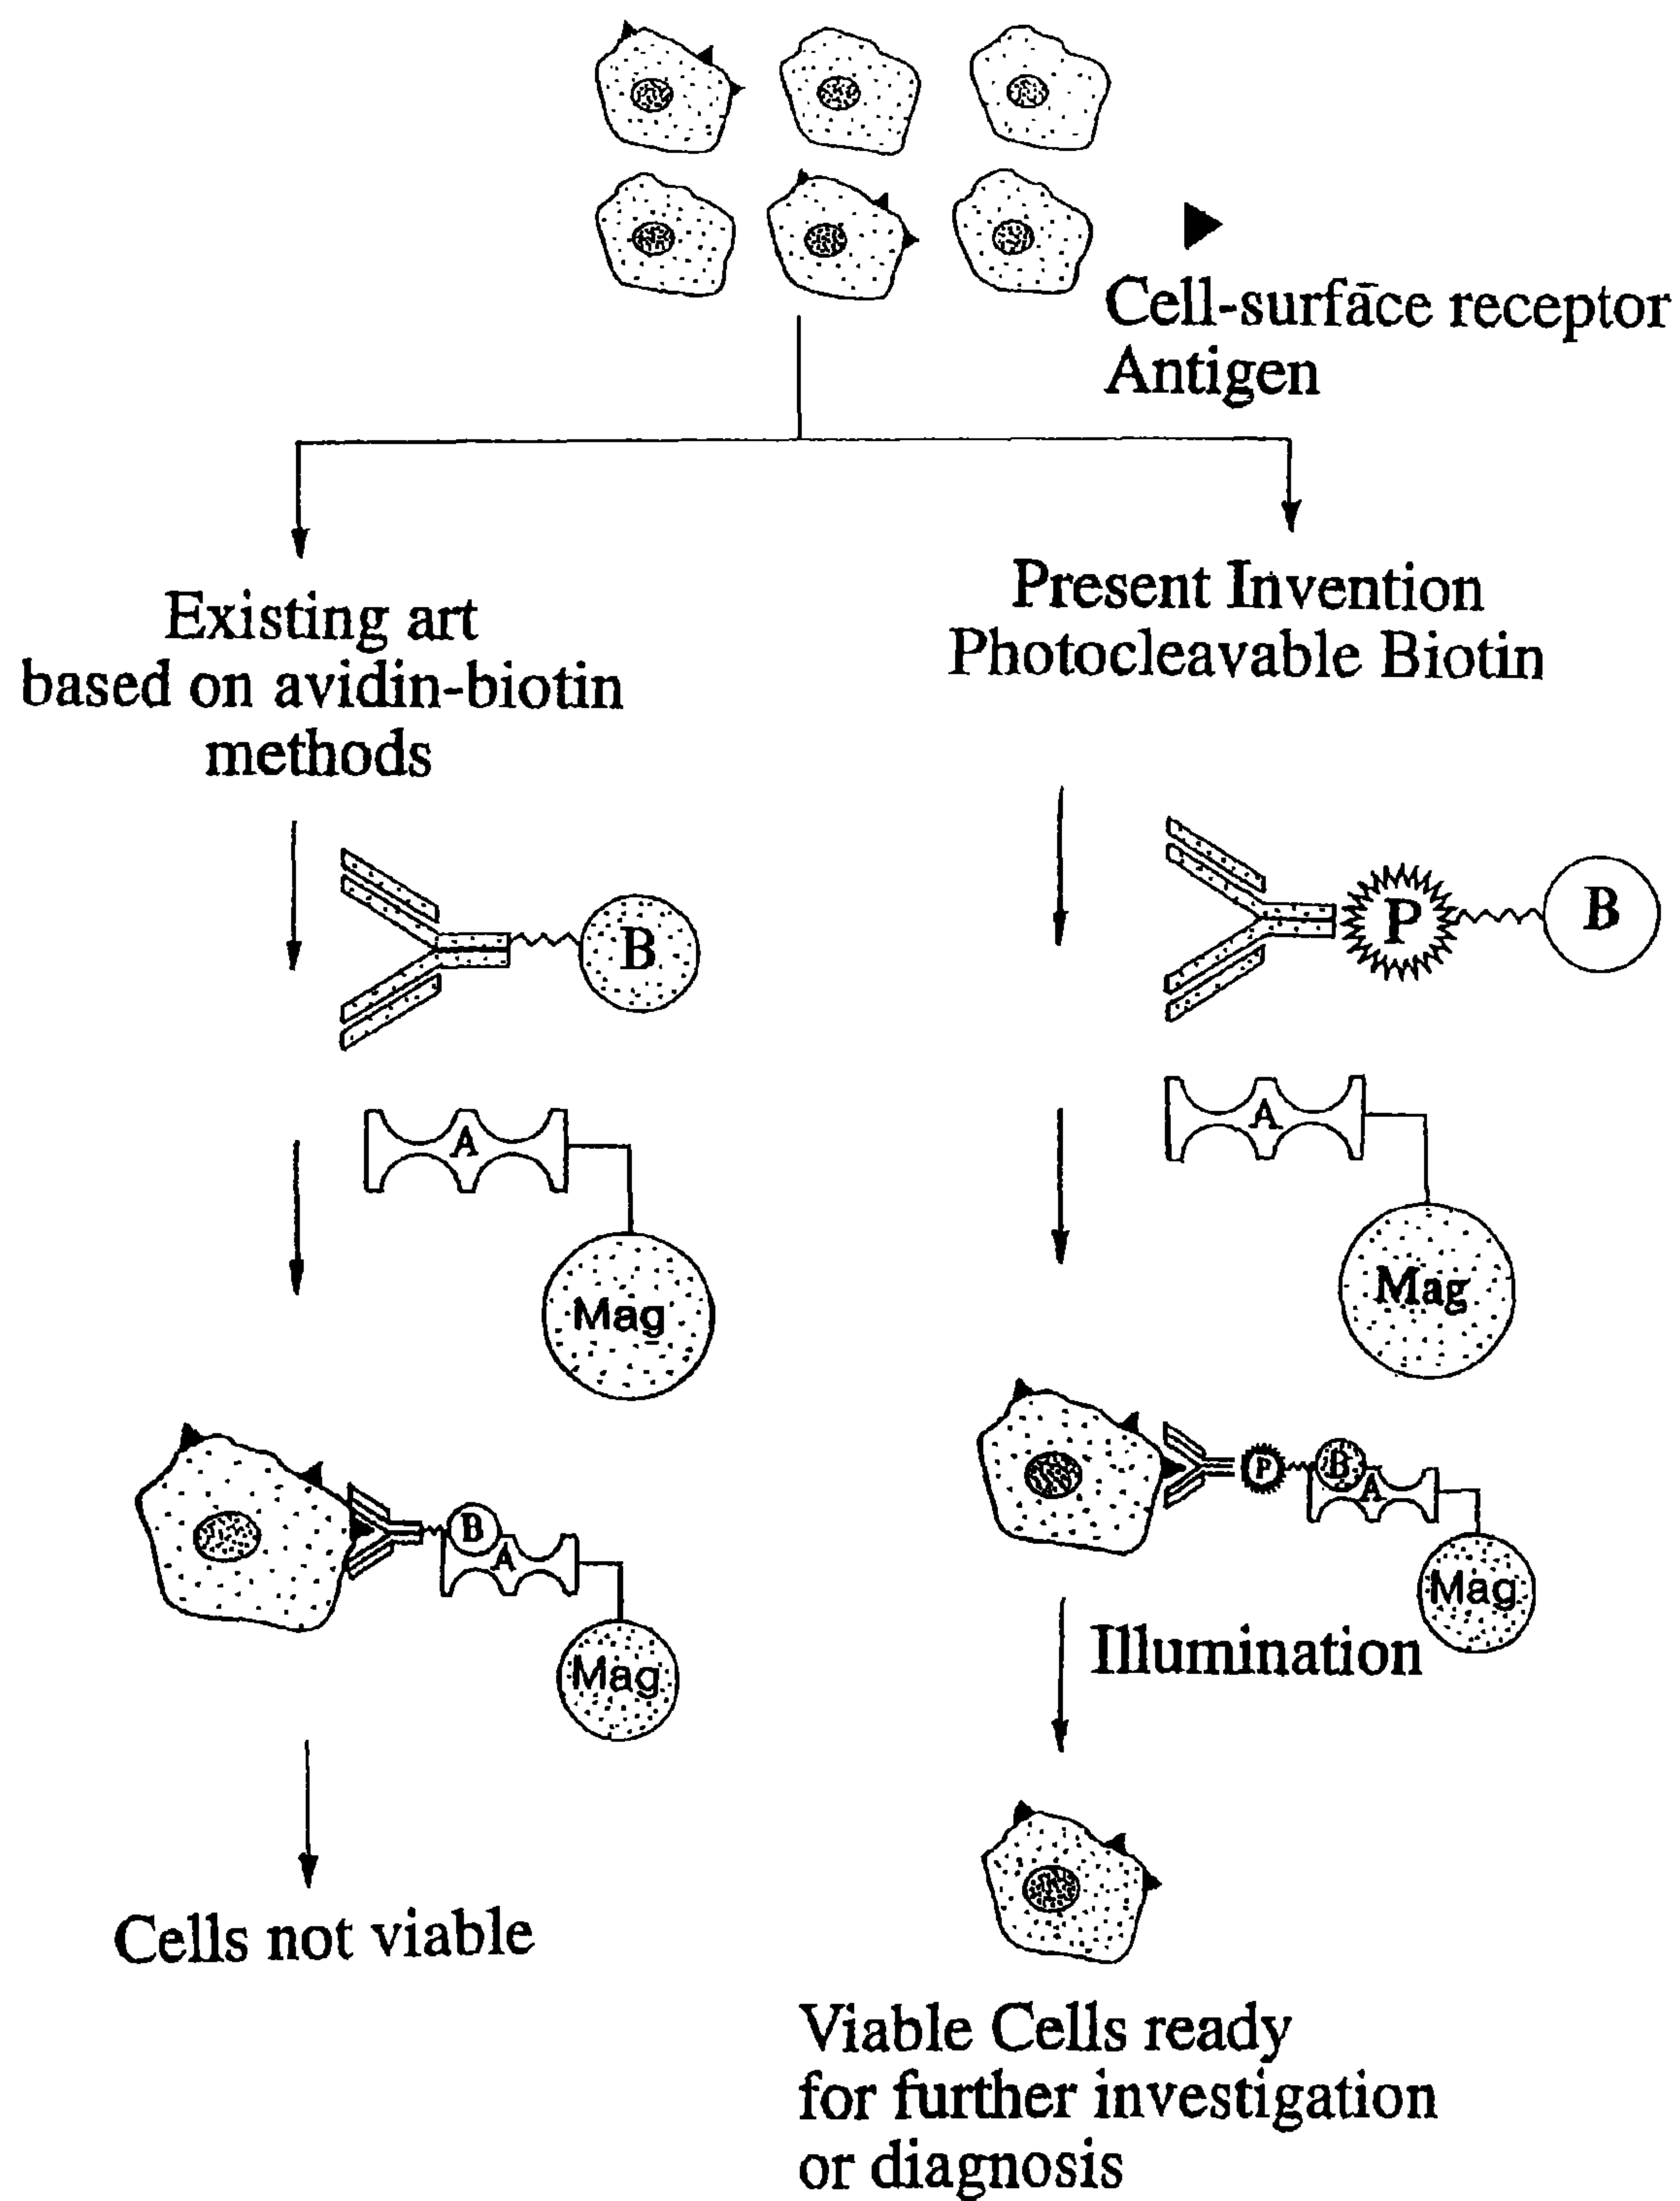 Cell-surface receptor
Antigen
Existing art
based on avidin-biotin
methods
Present Invention
Photocleavable Biotin
B
P
B
A
Mag
A
Mag
B
A
Mag
P
B
A
Mag
Illumination
Cells not viable
Viable Cells ready
for further investigation
or diagnosis